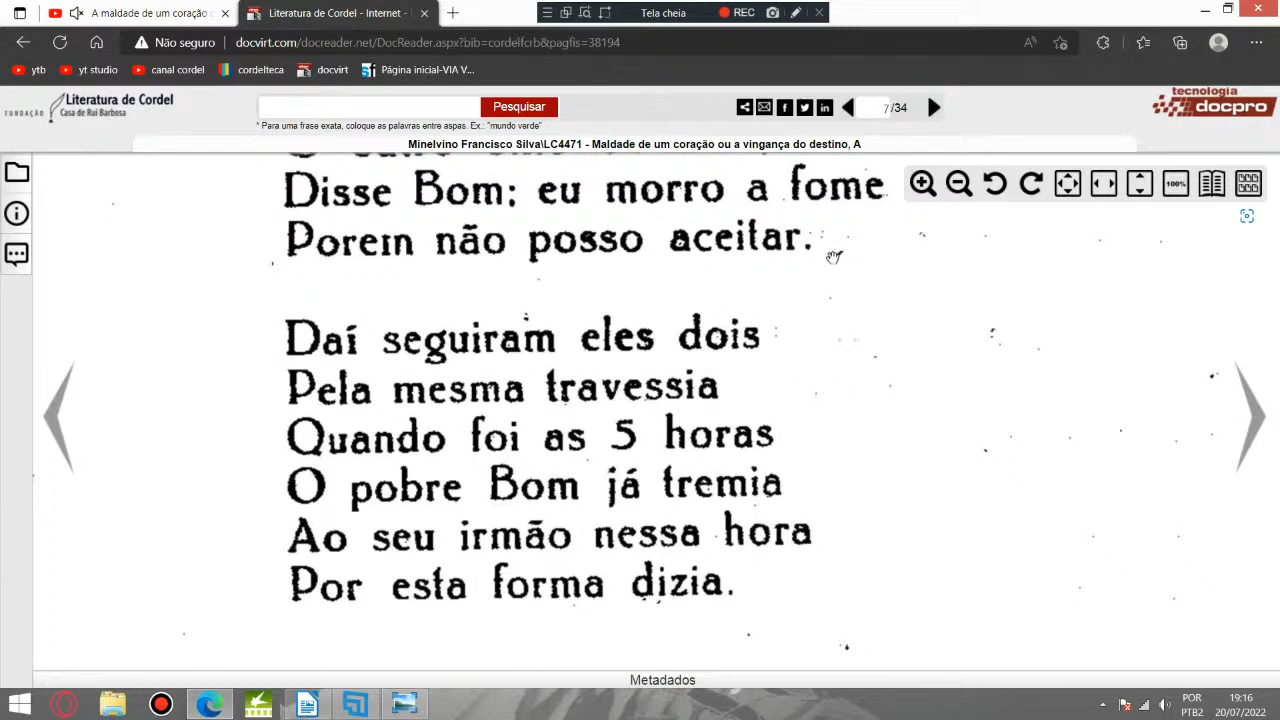 A maldade de um coração
Literatura de Cordel - Internet
Tela cheia
REC
Não seguro
docvirt.com/docreader.net/DocReader.aspx?bib=cordelfcrb&pagfis=38194
ytb
yt studio
canal cordel
cordelteca
docvirt
Página inicial-VIA V...
FUNDAÇÃO
Literatura de Cordel
Casa de Rui Barbosa
Pesquisar
* Para uma frase exata, coloque as palavras entre aspas. Ex.: "mundo verde"
7/34
tecnologia
docpro
Minelvino Francisco Silva\LC4471 - Maldade de um coração ou a vingança do destino, A
100%
Disse Bom; eu morro a fome
Porem não posso aceitar.
Daí seguiram eles dois
Pela mesma travessia
Quando foi as 5 horas
O pobre Bom já tremia
Ao seu irmão nessa hora
Por esta forma dizia.
Metadados
POR
PTB2
19:16
20/07/2022